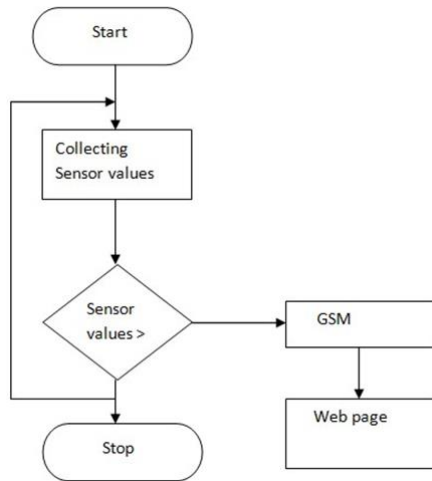 Start
Collecting
Sensor values
Sensor
values >
GSM
Web page
Stop